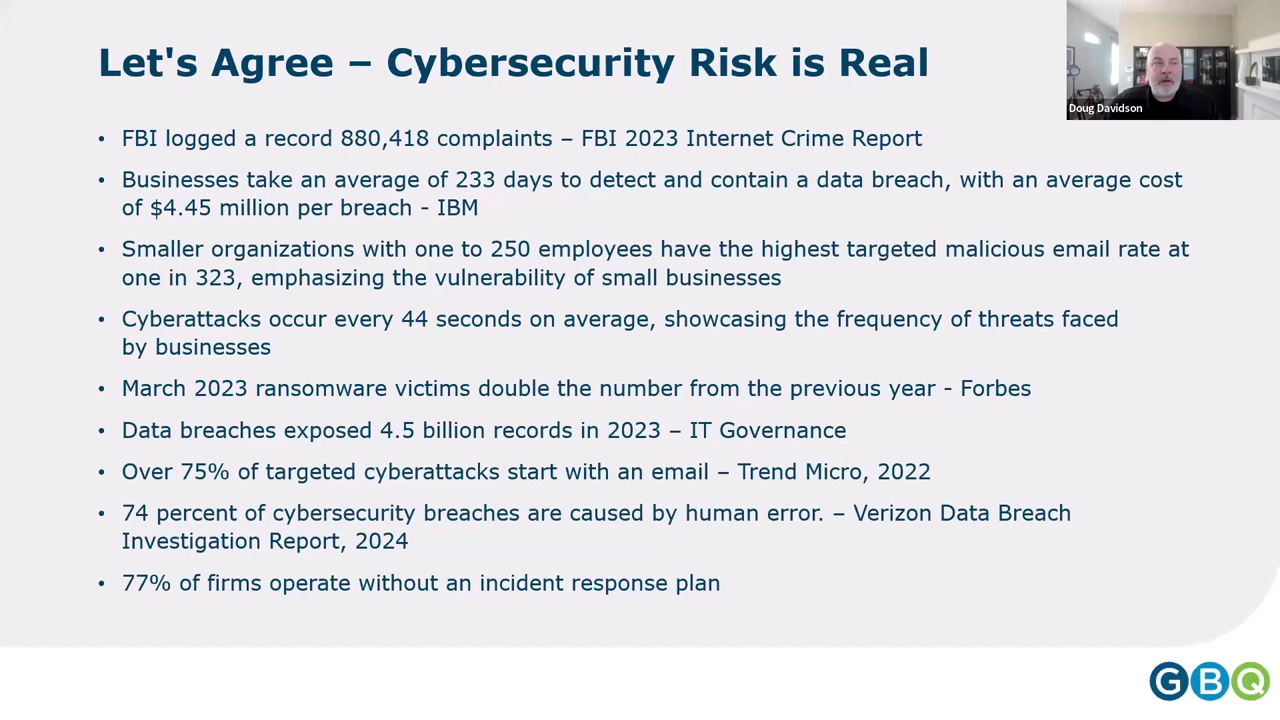 Let's Agree – Cybersecurity Risk is Real
Doug Davidson
• FBI logged a record 880,418 complaints – FBI 2023 Internet Crime Report
• Businesses take an average of 233 days to detect and contain a data breach, with an average cost
of $4.45 million per breach - IBM
• Smaller organizations with one to 250 employees have the highest targeted malicious email rate at
one in 323, emphasizing the vulnerability of small businesses
• Cyberattacks occur every 44 seconds on average, showcasing the frequency of threats faced
by businesses
• March 2023 ransomware victims double the number from the previous year - Forbes
• Data breaches exposed 4.5 billion records in 2023 – IT Governance
• Over 75% of targeted cyberattacks start with an email – Trend Micro, 2022
• 74 percent of cybersecurity breaches are caused by human error. – Verizon Data Breach
Investigation Report, 2024
• 77% of firms operate without an incident response plan
GBQ